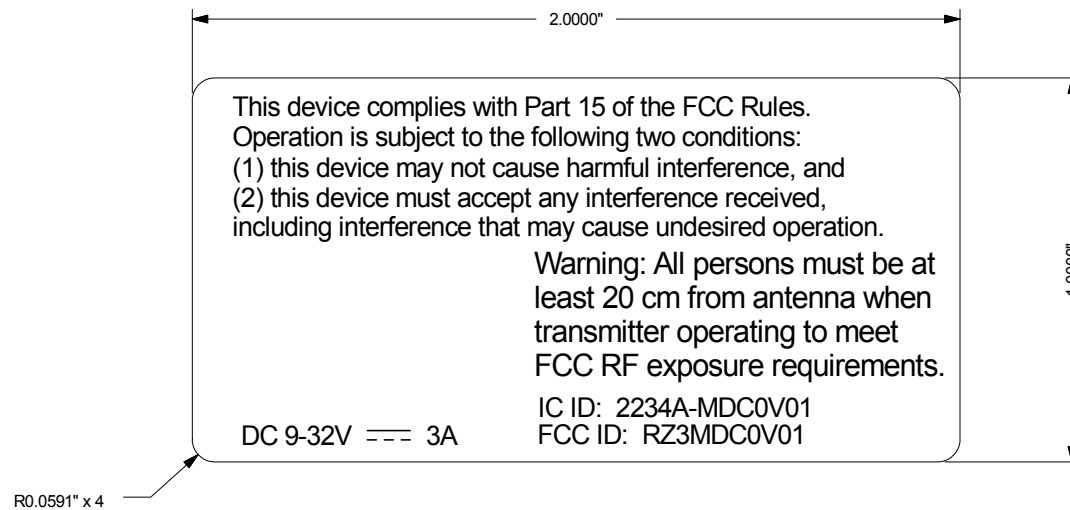 2.0000"
This device complies with Part 15 of the FCC Rules.
Operation is subject to the following two conditions:
(1) this device may not cause harmful interference, and
(2) this device must accept any interference received,
including interference that may cause undesired operation.
Warning: All persons must be at
least 20 cm from antenna when
transmitter operating to meet
FCC RF exposure requirements.
IC ID: 2234A-MDC0V01
DC 9-32V 3A
FCC ID: RZ3MDC0V01
R0.0591" x 4